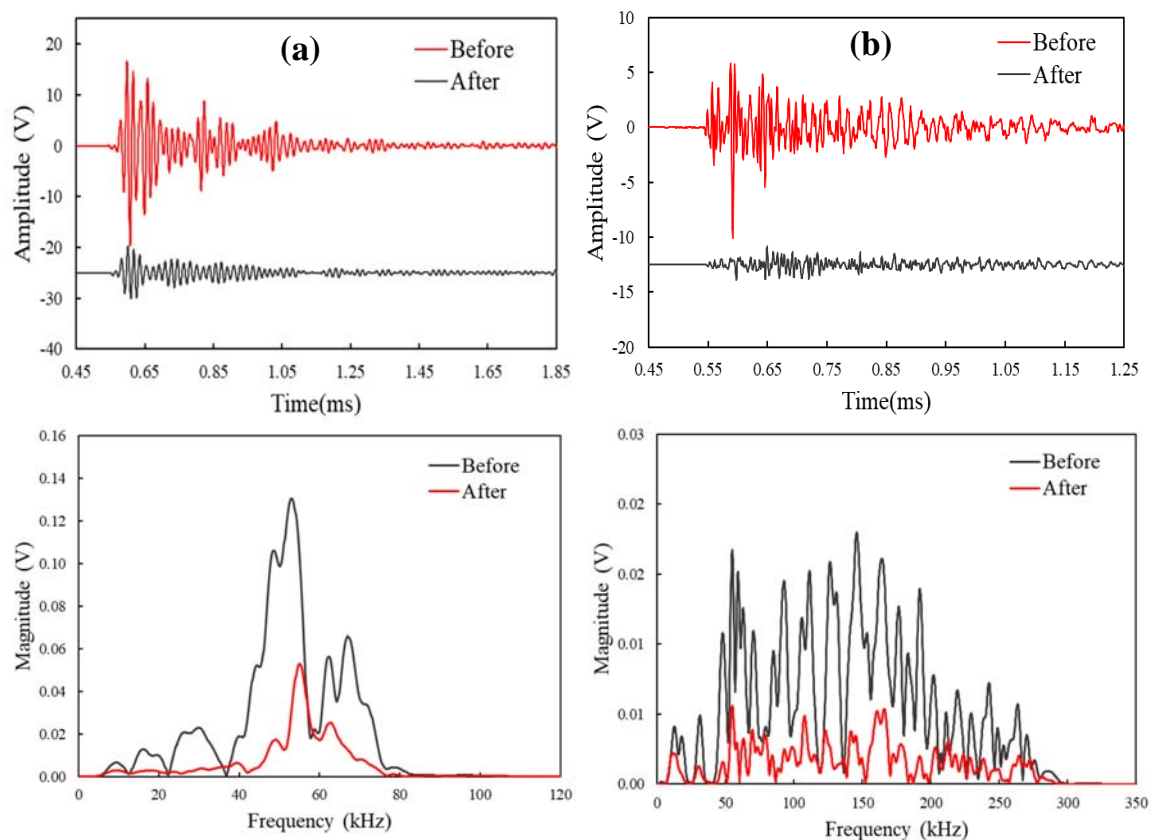 (a)
Before
After
Amplitude (V)
20
10
0
-10
-20
-30
-40
0.45 0.65 0.85 1.05 1.25 1.45 1.65 1.85
Time(ms)
(b)
Before
After
Amplitude (V)
10
5
0
-5
-10
-15
-20
0.45 0.55 0.65 0.75 0.85 0.95 1.05 1.15 1.25
Time(ms)
Before
After
Magnitude (V)
0.16
0.14
0.12
0.10
0.08
0.06
0.04
0.02
0.00
0 20 40 60 80 100 120
Frequency (kHz)
Before
After
Magnitude (V)
0.03
0.02
0.02
0.01
0.01
0.00
0 50 100 150 200 250 300 350
Frequency (kHz)